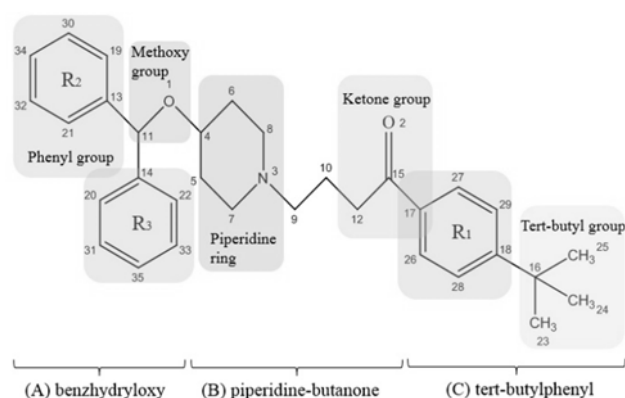 30
34
19
R2
32
13
21
Phenyl group
Methoxy
group
1
O
11
4
6
8
5
N
3
7
Piperidine
ring
14
20
22
R3
31
33
35
9
10
12
Ketone group
O
2
15
17
27
29
R1
26
28
18
Tert-butyl group
16
CH3
25
CH3
24
CH3
23
(A) benzhydryloxy
(B) piperidine-butanone
(C) tert-butylphenyl